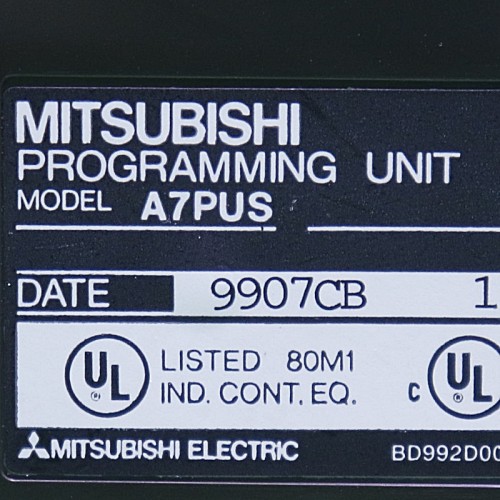 MITSUBISHI
PROGRAMMING UNIT
MODEL A7PUS
DATE 9907CB 1
UL LISTED 80M1 c UL
IND. CONT. EQ.
MITSUBISHI ELECTRIC BD992D00